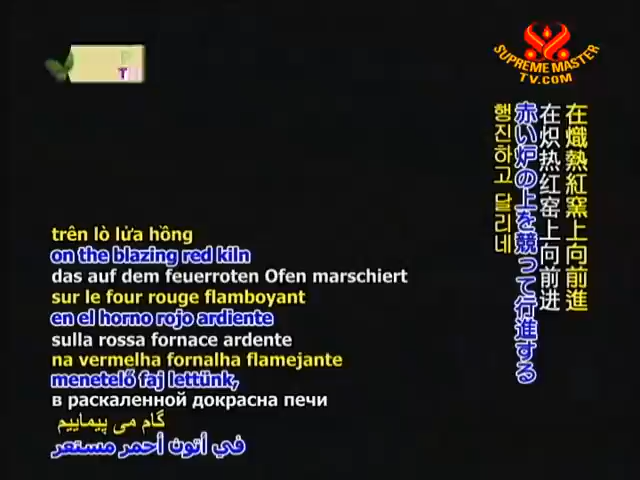 SUPREME MASTER
TV.COM
trên lò lửa hồng
on the blazing red kiln
das auf dem feuerroten Ofen marschiert
sur le four rouge flamboyant
en el horno rojo ardiente
sulla rossa fornace ardente
na vermelha fornalha flamejante
menetelő faj lettünk,
в раскаленной докрасна печи
گام می پیماییم
في أتون أحمر مستعر
在熾熱紅窯上向前進
在炽热红窑上向前进
赤い炉の上を競って行進する
행진하고 달리네